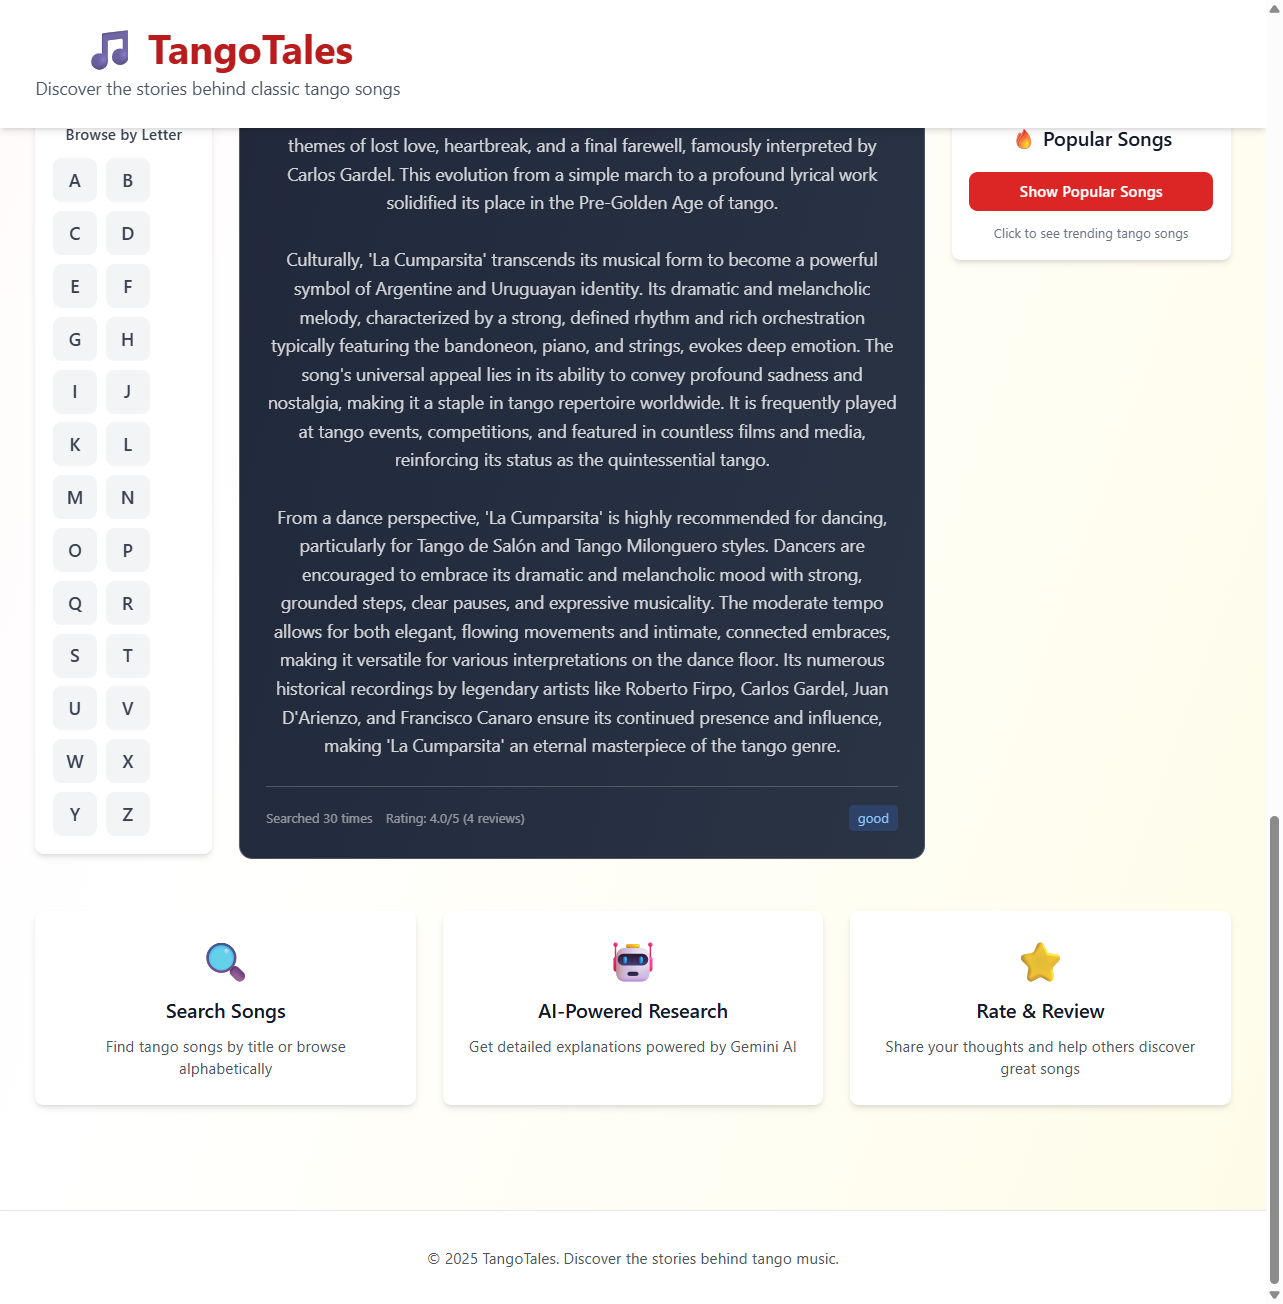 TangoTales
Discover the stories behind classic tango songs
Browse by Letter
A B
C D
E F
G H
I J
K L
M N
O P
Q R
S T
U V
W X
Y Z
themes of lost love, heartbreak, and a final farewell, famously interpreted by
Carlos Gardel. This evolution from a simple march to a profound lyrical work
solidified its place in the Pre-Golden Age of tango.
Culturally, 'La Cumparsita' transcends its musical form to become a powerful
symbol of Argentine and Uruguayan identity. Its dramatic and melancholic
melody, characterized by a strong, defined rhythm and rich orchestration
typically featuring the bandoneon, piano, and strings, evokes deep emotion. The
song's universal appeal lies in its ability to convey profound sadness and
nostalgia, making it a staple in tango repertoire worldwide. It is frequently played
at tango events, competitions, and featured in countless films and media,
reinforcing its status as the quintessential tango.
From a dance perspective, 'La Cumparsita' is highly recommended for dancing,
particularly for Tango de Salón and Tango Milonguero styles. Dancers are
encouraged to embrace its dramatic and melancholic mood with strong,
grounded steps, clear pauses, and expressive musicality. The moderate tempo
allows for both elegant, flowing movements and intimate, connected embraces,
making it versatile for various interpretations on the dance floor. Its numerous
historical recordings by legendary artists like Roberto Firpo, Carlos Gardel, Juan
D'Arienzo, and Francisco Canaro ensure its continued presence and influence,
making 'La Cumparsita' an eternal masterpiece of the tango genre.
Searched 30 times Rating: 4.0/5 (4 reviews) good
Popular Songs
Show Popular Songs
Click to see trending tango songs
Search Songs
Find tango songs by title or browse
alphabetically
AI-Powered Research
Get detailed explanations powered by Gemini AI
Rate & Review
Share your thoughts and help others discover
great songs
© 2025 TangoTales. Discover the stories behind tango music.